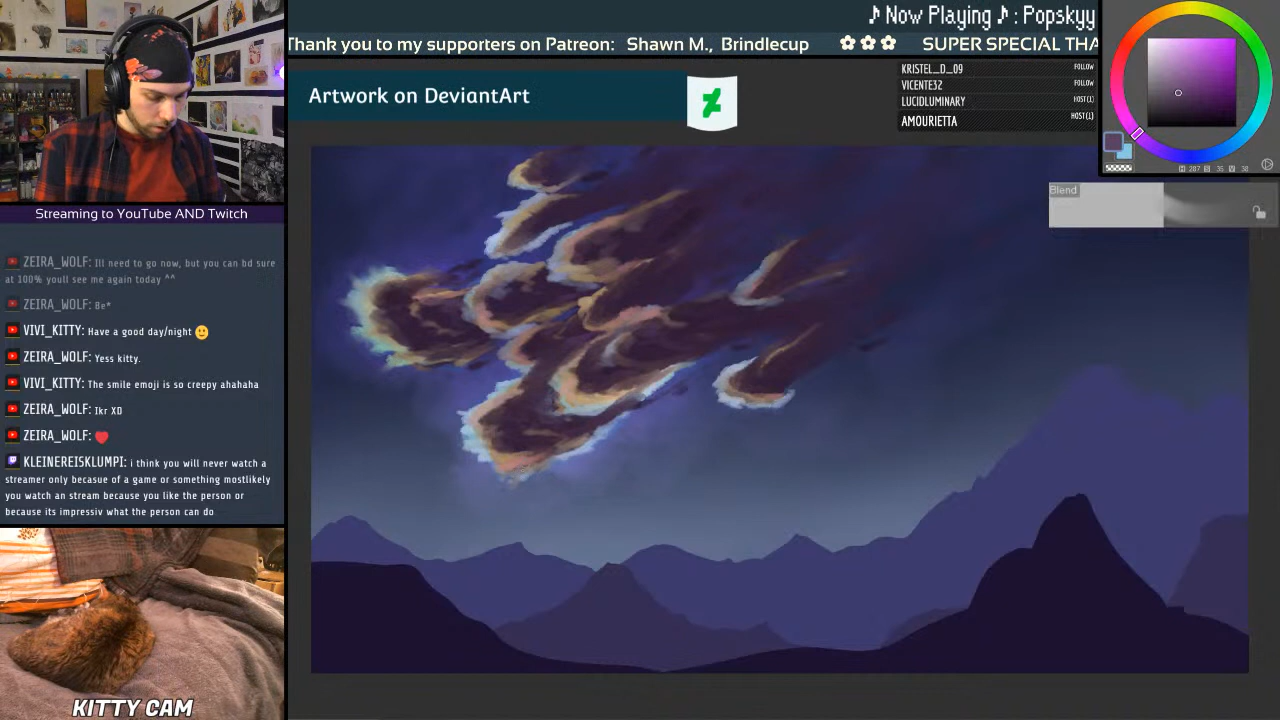 ♪ Now Playing ♪ : Popskyy
Thank you to my supporters on Patreon: Shawn M., Brindlecup ✿ ✿ ✿ SUPER SPECIAL THA
Artwork on DeviantArt
KRISTEL_D_09 FOLLOW
VICENTE32 FOLLOW
LUCIDLUMINARY HOST(1)
AMOURIETTA HOST(1)
Blend
Streaming to YouTube AND Twitch
ZEIRA_WOLF: Ill need to go now, but you can bd sure
at 100% youll see me again today ^^
ZEIRA_WOLF: Be*
VIVI_KITTY: Have a good day/night 🙂
ZEIRA_WOLF: Yess kitty.
VIVI_KITTY: The smile emoji is so creepy ahahaha
ZEIRA_WOLF: Ikr XD
ZEIRA_WOLF: ❤
KLEINEREISKLUMPI: i think you will never watch a
streamer only becasue of a game or something mostlikely
you watch an stream because you like the person or
because its impressiv what the person can do
KITTY CAM